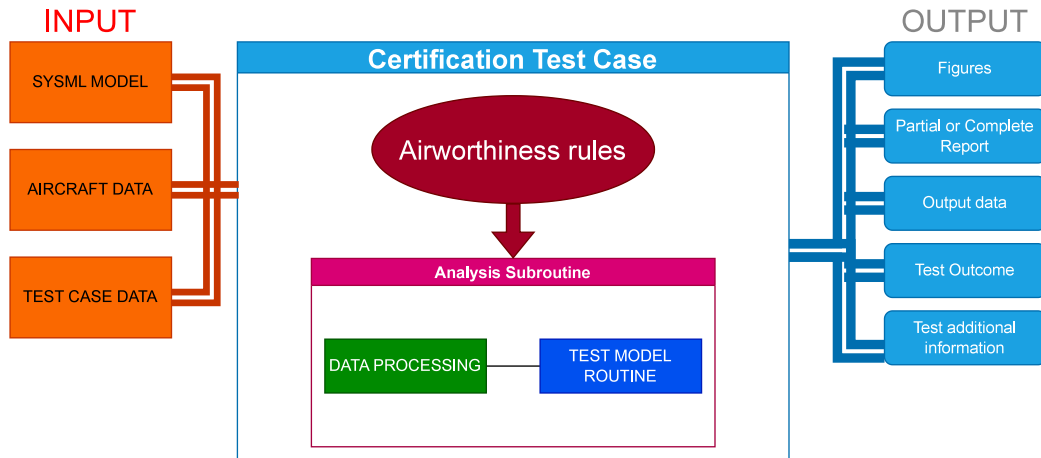 INPUT
OUTPUT
Certification Test Case
SYSML MODEL
AIRCRAFT DATA
TEST CASE DATA
Airworthiness rules
Analysis Subroutine
DATA PROCESSING
TEST MODEL
ROUTINE
Figures
Partial or Complete
Report
Output data
Test Outcome
Test additional
information